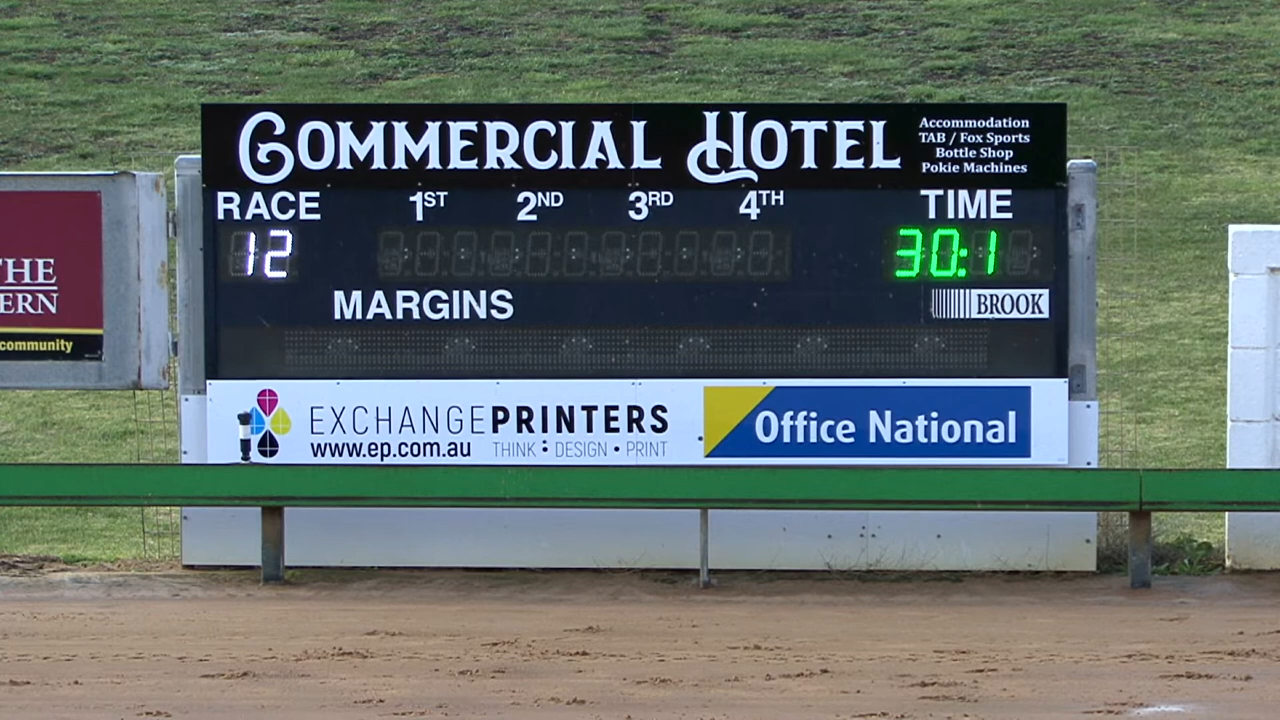 COMMERCIAL HOTEL
Accommodation
TAB / Fox Sports
Bottle Shop
Pokie Machines
RACE 1ST 2ND 3RD 4TH TIME
12 30:1
MARGINS
BROOK
THE
ERN
community
EXCHANGEPRINTERS
www.ep.com.au THINK : DESIGN • PRINT
Office National